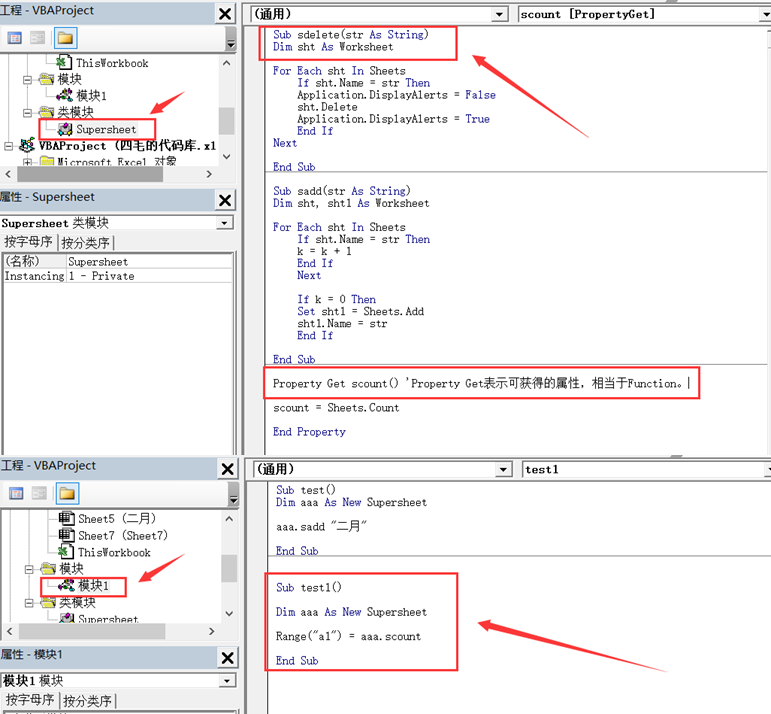 工程 - VBAProject
ThisWorkbook
模块
模块1
类模块
Supersheet
VBAProject (四毛的代码库.xl
Microsoft Excel 对象
属性 - Supersheet
Supersheet 类模块
按字母序 按分类序
(名称) Supersheet
Instancing 1 - Private
(通用) scount [PropertyGet]
Sub sdelete(str As String)
Dim sht As Worksheet
For Each sht In Sheets
If sht.Name = str Then
Application.DisplayAlerts = False
sht.Delete
Application.DisplayAlerts = True
End If
Next
End Sub
Sub sadd(str As String)
Dim sht, sht1 As Worksheet
For Each sht In Sheets
If sht.Name = str Then
k = k + 1
End If
Next
If k = 0 Then
Set sht1 = Sheets.Add
sht1.Name = str
End If
End Sub
Property Get scount() 'Property Get表示可获得的属性，相当于Function。
scount = Sheets.Count
End Property
工程 - VBAProject
Sheet5 (二月)
Sheet7 (Sheet7)
ThisWorkbook
模块
模块1
类模块
Supersheet
属性 - 模块1
模块1 模块
按字母序 按分类序
(通用) test1
Sub test()
Dim aaa As New Supersheet
aaa.sadd "二月"
End Sub
Sub test1()
Dim aaa As New Supersheet
Range("a1") = aaa.scount
End Sub